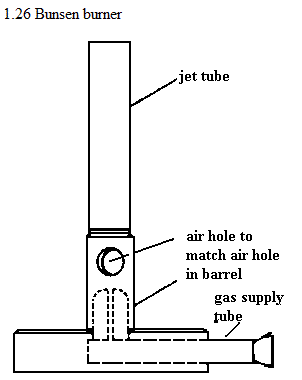 1.26 Bunsen burner
jet tube
air hole to
match air hole
in barrel
gas supply
tube